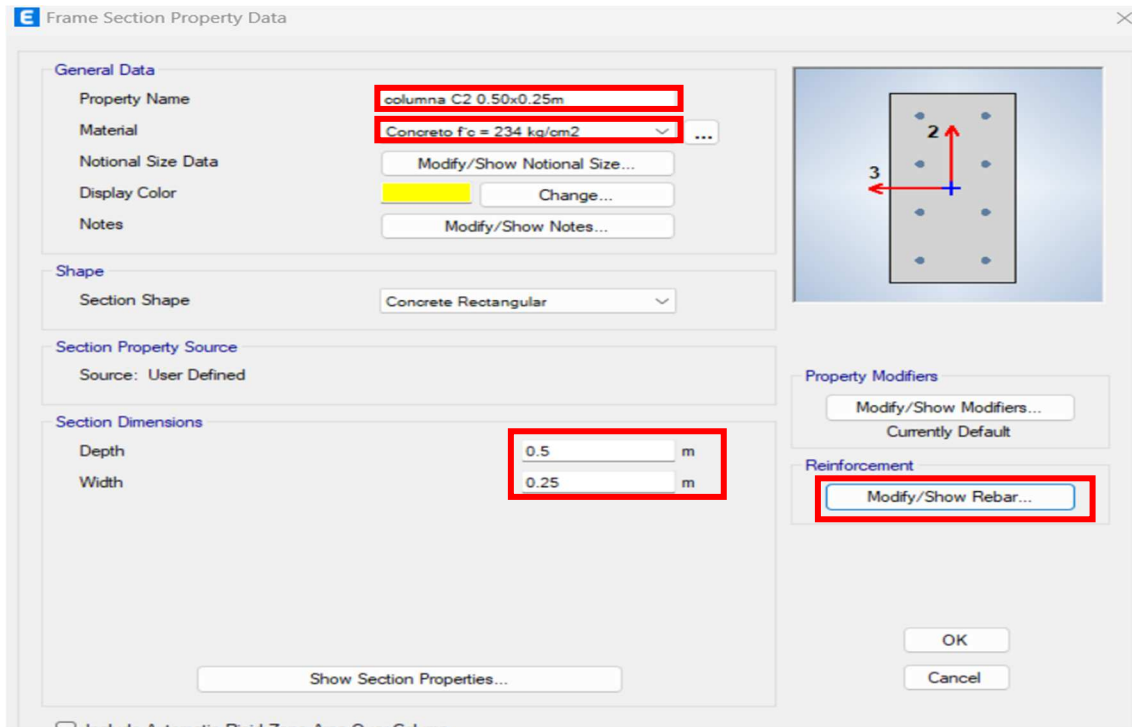 E Frame Section Property Data
General Data
Property Name columna C2 0.50x0.25m
Material Concreto f'c = 234 kg/cm2 ...
Notional Size Data Modify/Show Notional Size...
Display Color Change...
Notes Modify/Show Notes...
2
3
Shape
Section Shape Concrete Rectangular
Section Property Source
Source: User Defined
Section Dimensions
Depth 0.5 m
Width 0.25 m
Show Section Properties...
Property Modifiers
Modify/Show Modifiers...
Currently Default
Reinforcement
Modify/Show Rebar...
OK
Cancel